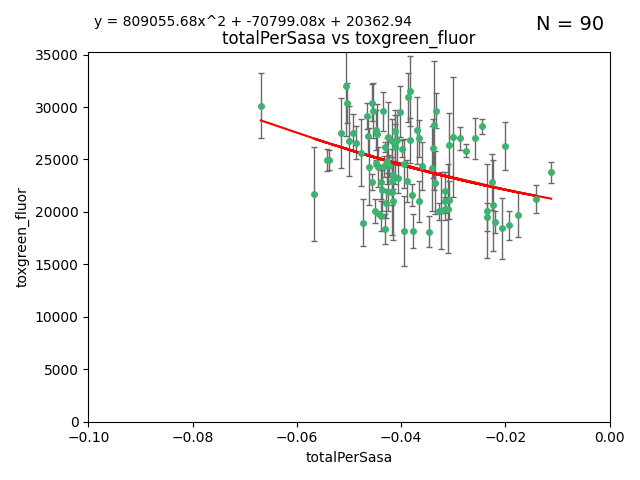 y = 809055.68x^2 + -70799.08x + 20362.94
N = 90
totalPerSasa vs toxgreen_fluor
35000
30000
25000
20000
15000
10000
5000
0
toxgreen_fluor
−0.10
−0.08
−0.06
−0.04
−0.02
0.00
totalPerSasa